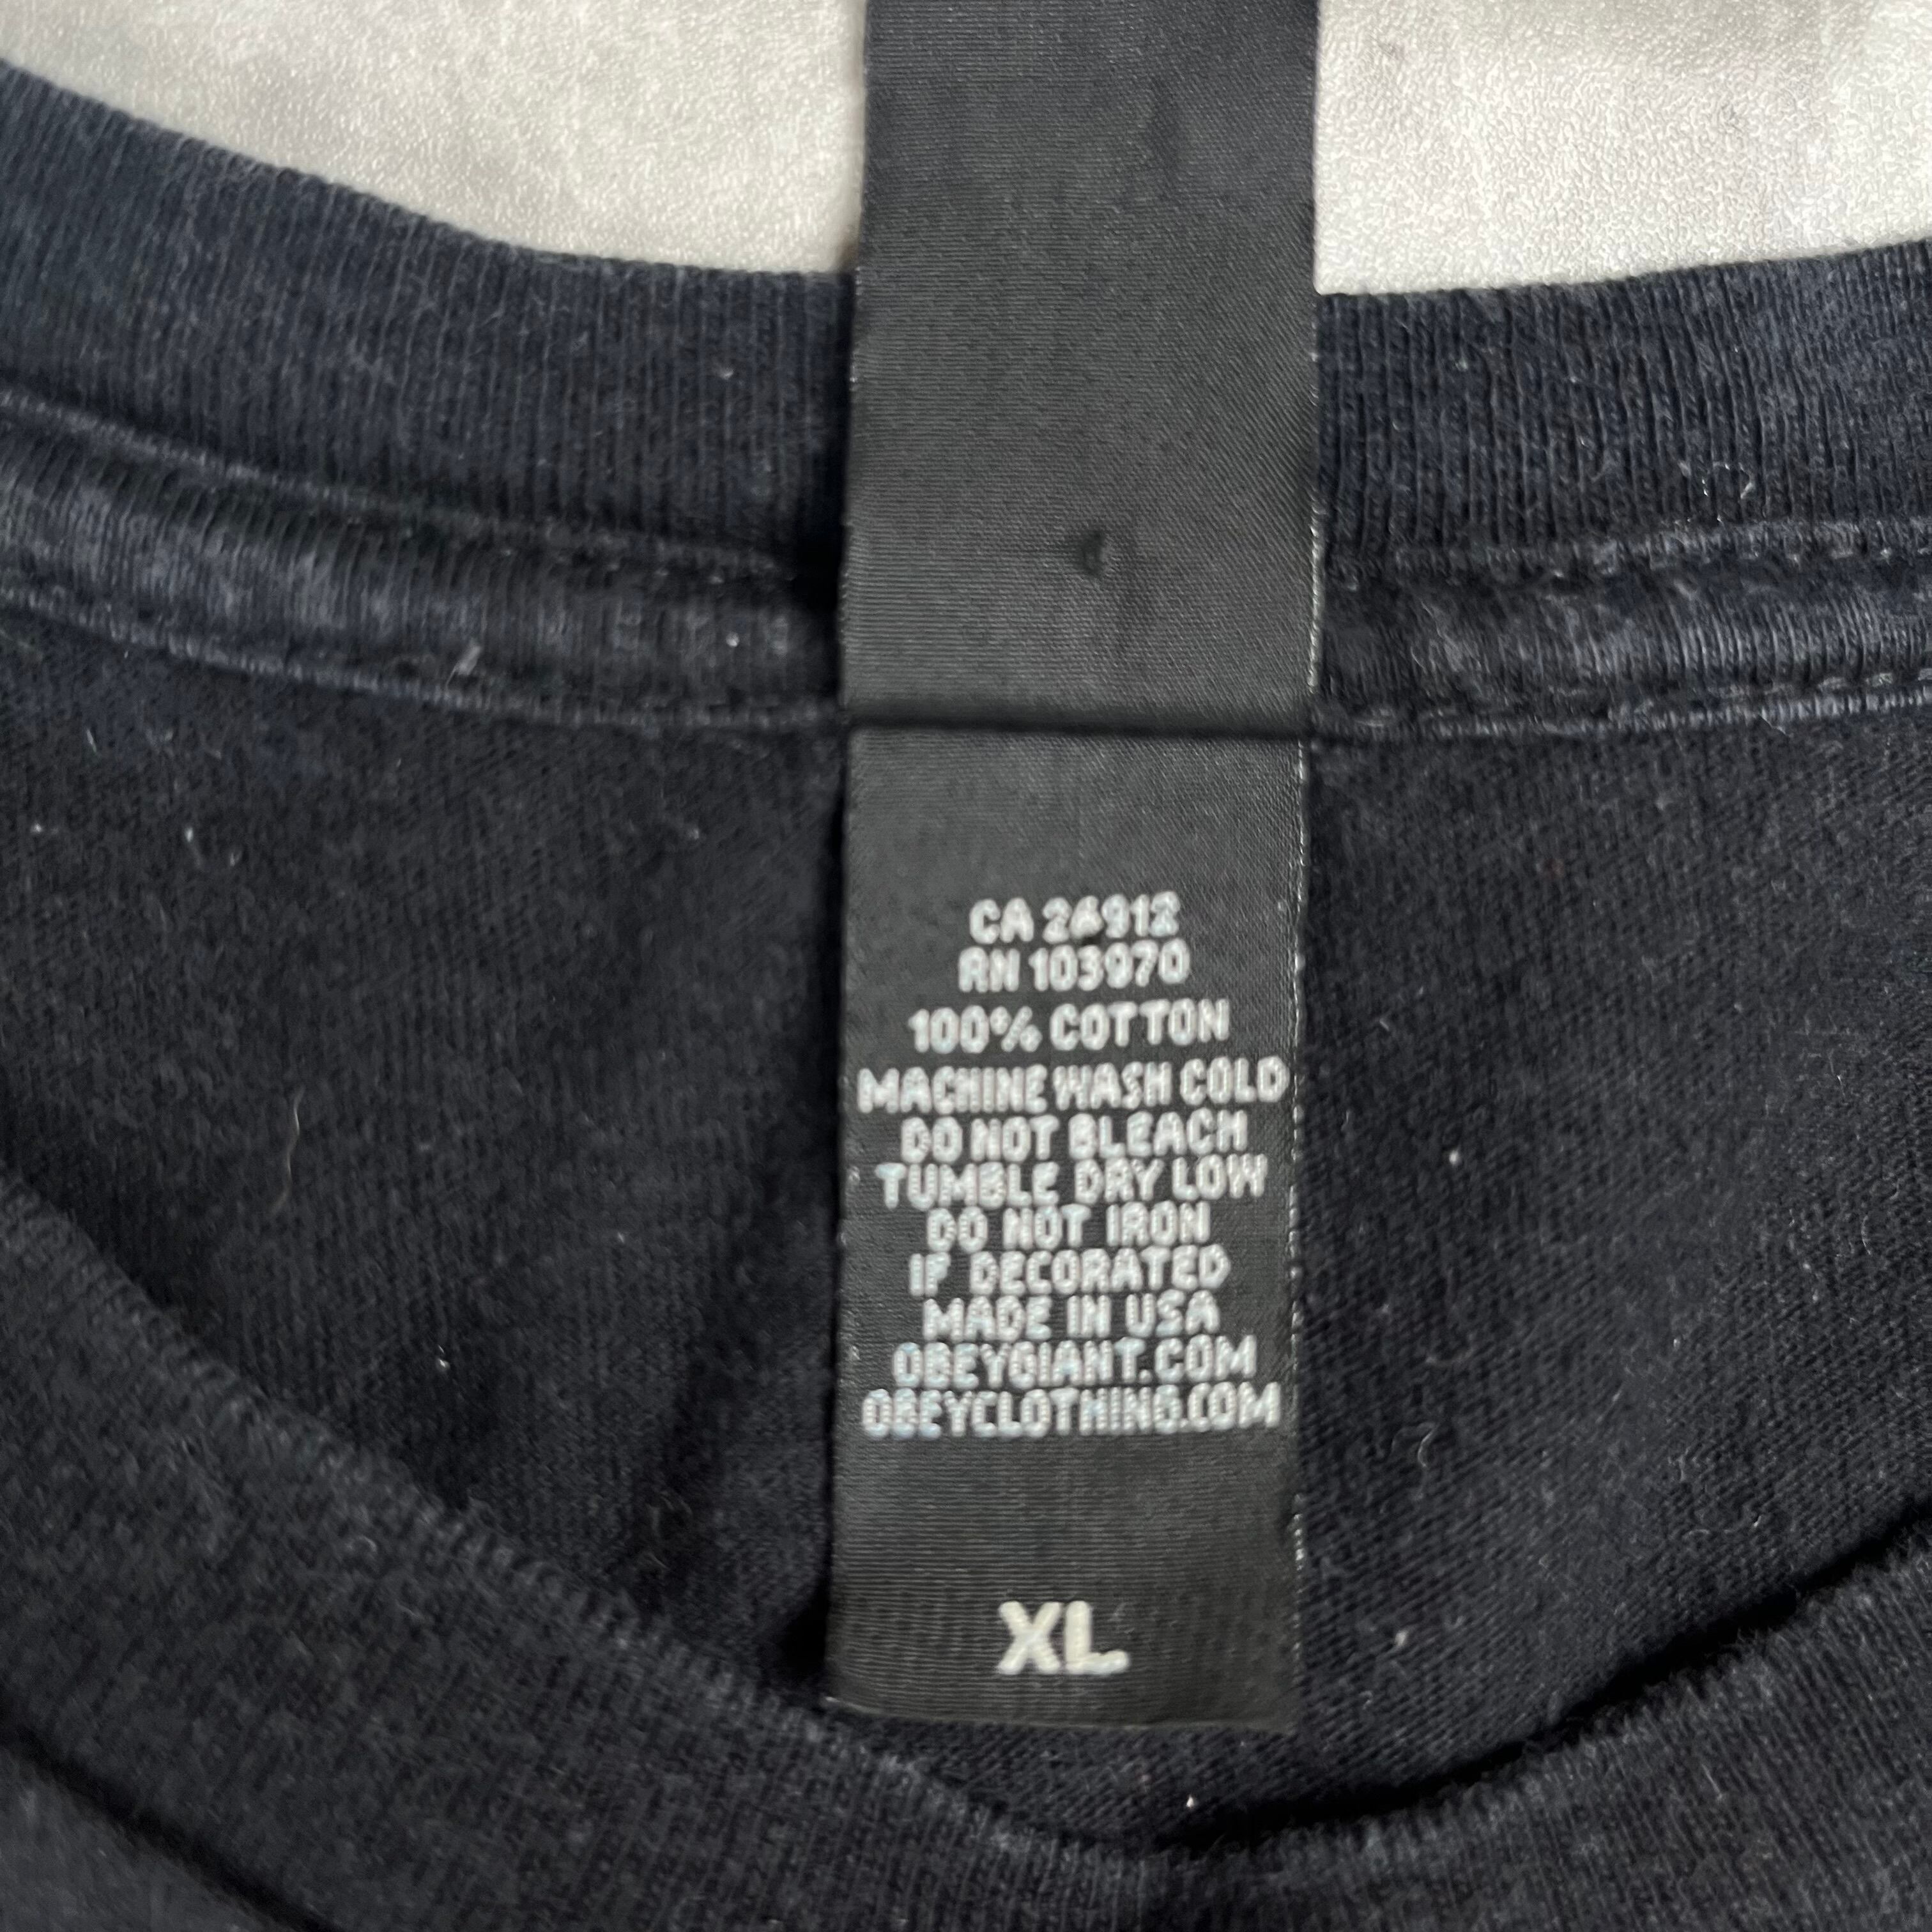 CA 24912
RN 103970
100% COTTON
MACHINE WASH COLD
DO NOT BLEACH
TUMBLE DRY LOW
DO NOT IRON
IF DECORATED
MADE IN USA
OBEYGIANT.COM
OBEYCLOTHING.COM
XL